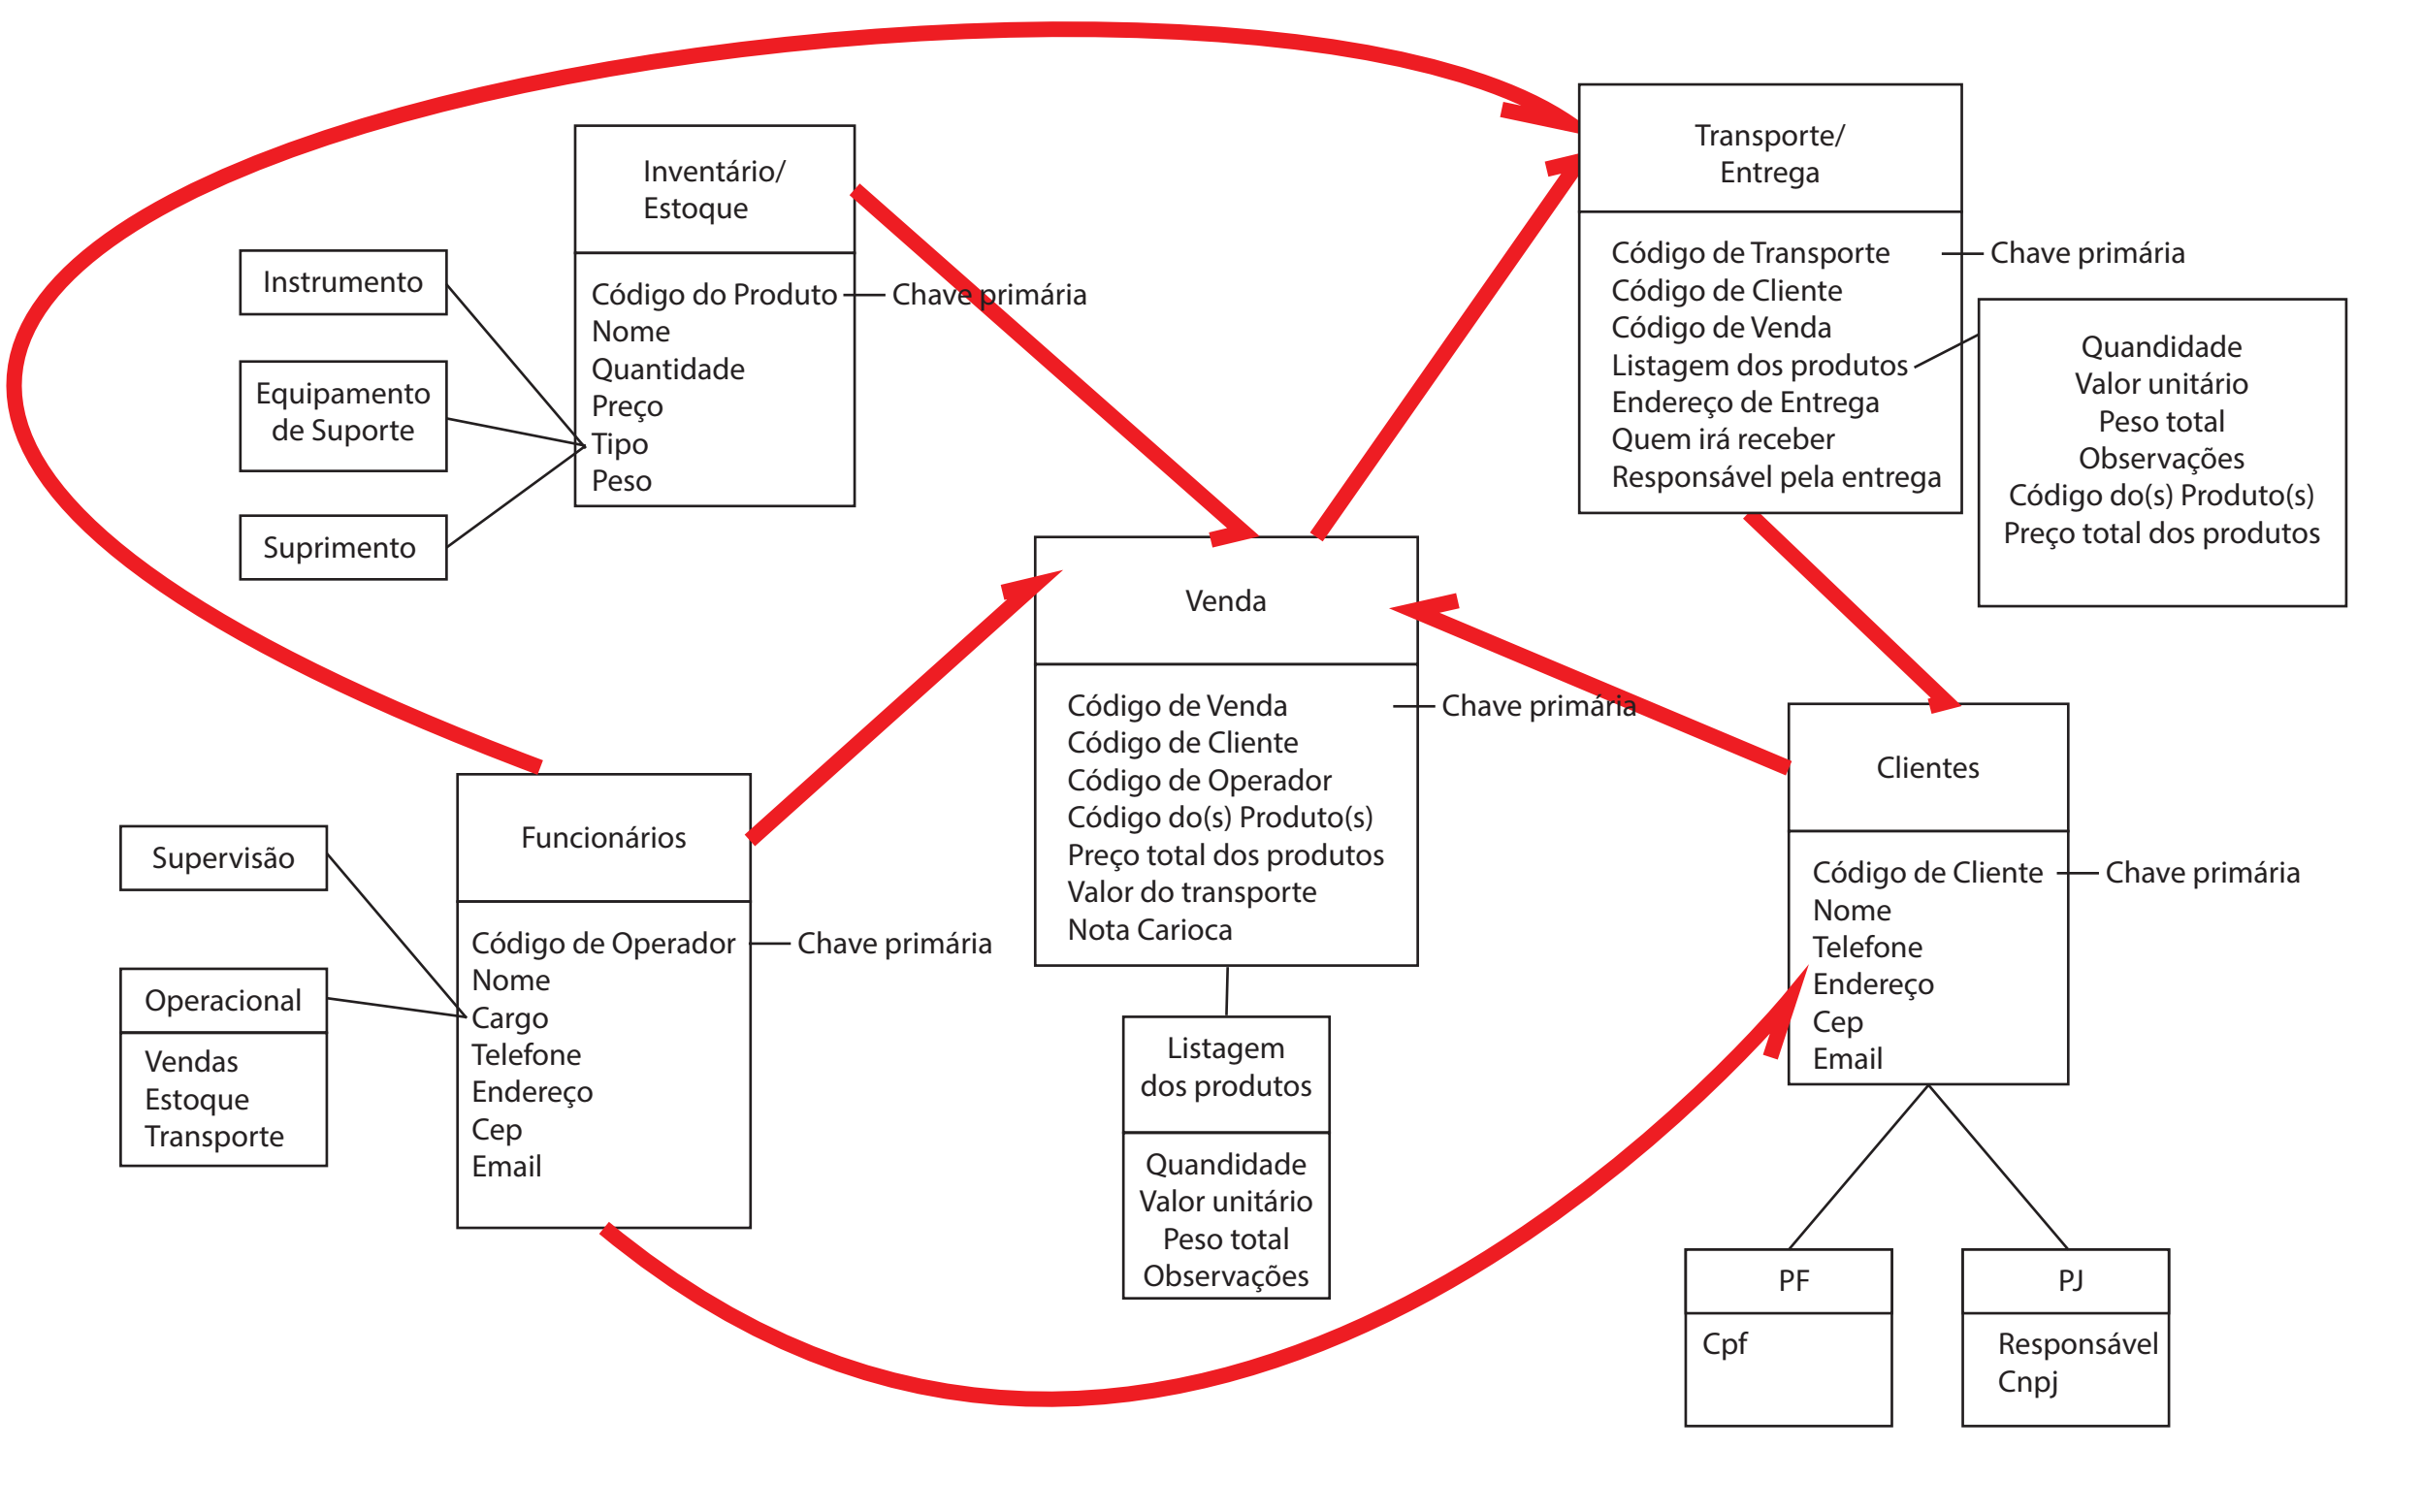 Transporte/
Entrega
Código de Transporte
Código de Cliente
Código de Venda
Listagem dos produtos
Endereço de Entrega
Quem irá receber
Responsável pela entrega
Chave primária
Quandidade
Valor unitário
Peso total
Observações
Código do(s) Produto(s)
Preço total dos produtos
Inventário/
Estoque
Código do Produto
Nome
Quantidade
Preço
Tipo
Peso
Chave primária
Instrumento
Equipamento
de Suporte
Suprimento
Venda
Código de Venda
Código de Cliente
Código de Operador
Código do(s) Produto(s)
Preço total dos produtos
Valor do transporte
Nota Carioca
Chave primária
Listagem
dos produtos
Quandidade
Valor unitário
Peso total
Observações
Funcionários
Código de Operador
Nome
Cargo
Telefone
Endereço
Cep
Email
Chave primária
Supervisão
Operacional
Vendas
Estoque
Transporte
Clientes
Código de Cliente
Nome
Telefone
Endereço
Cep
Email
Chave primária
PF
Cpf
PJ
Responsável
Cnpj